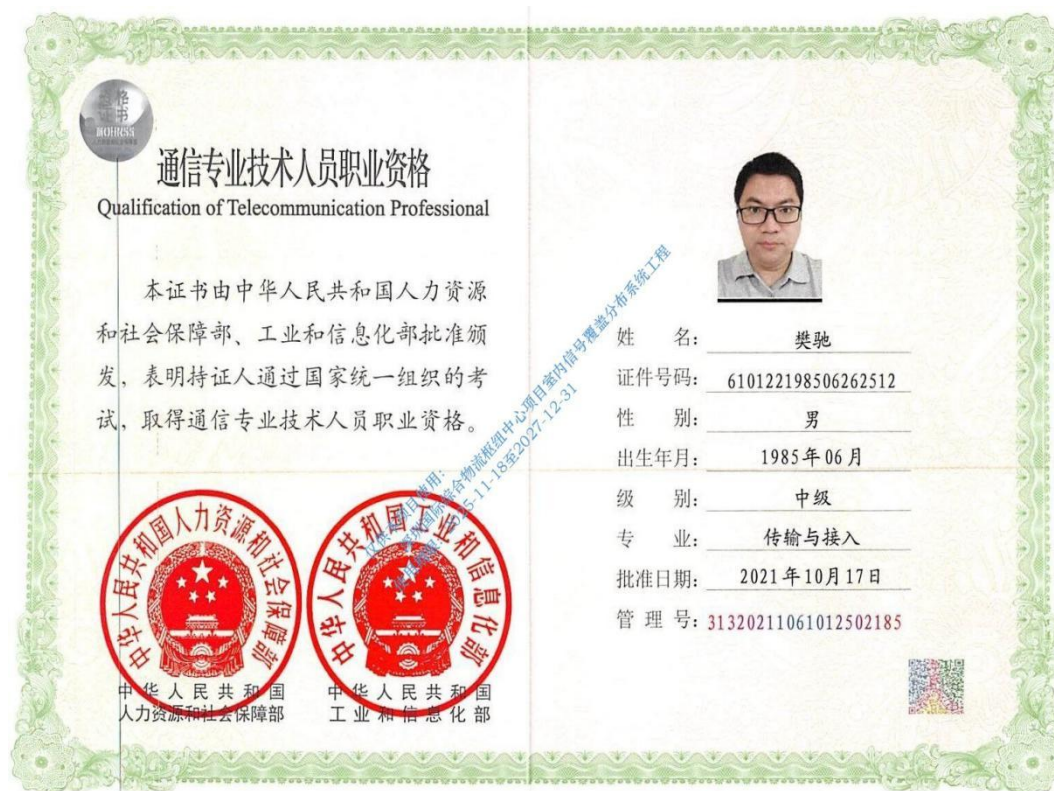 资格
证书
MOHRSS
通信专业技术人员职业资格
Qualification of Telecommunication Professional
本证书由中华人民共和国人力资源
和社会保障部、工业和信息化部批准颁
发，表明持证人通过国家统一组织的考
试，取得通信专业技术人员职业资格。
中华人民共和国人力资源和社会保障部
中华人民共和国工业和信息化部
中华人民共和国
人力资源和社会保障部
中华人民共和国
工业和信息化部
姓 名： 樊驰
证件号码： 610122198506262512
性 别： 男
出生年月： 1985年06月
级 别： 中级
专 业： 传输与接入
批准日期： 2021年10月17日
管 理 号： 31320211061012502185
国际综合物流枢纽中心项目室内信号覆盖分布系统工程
-11-18至2027-12-31